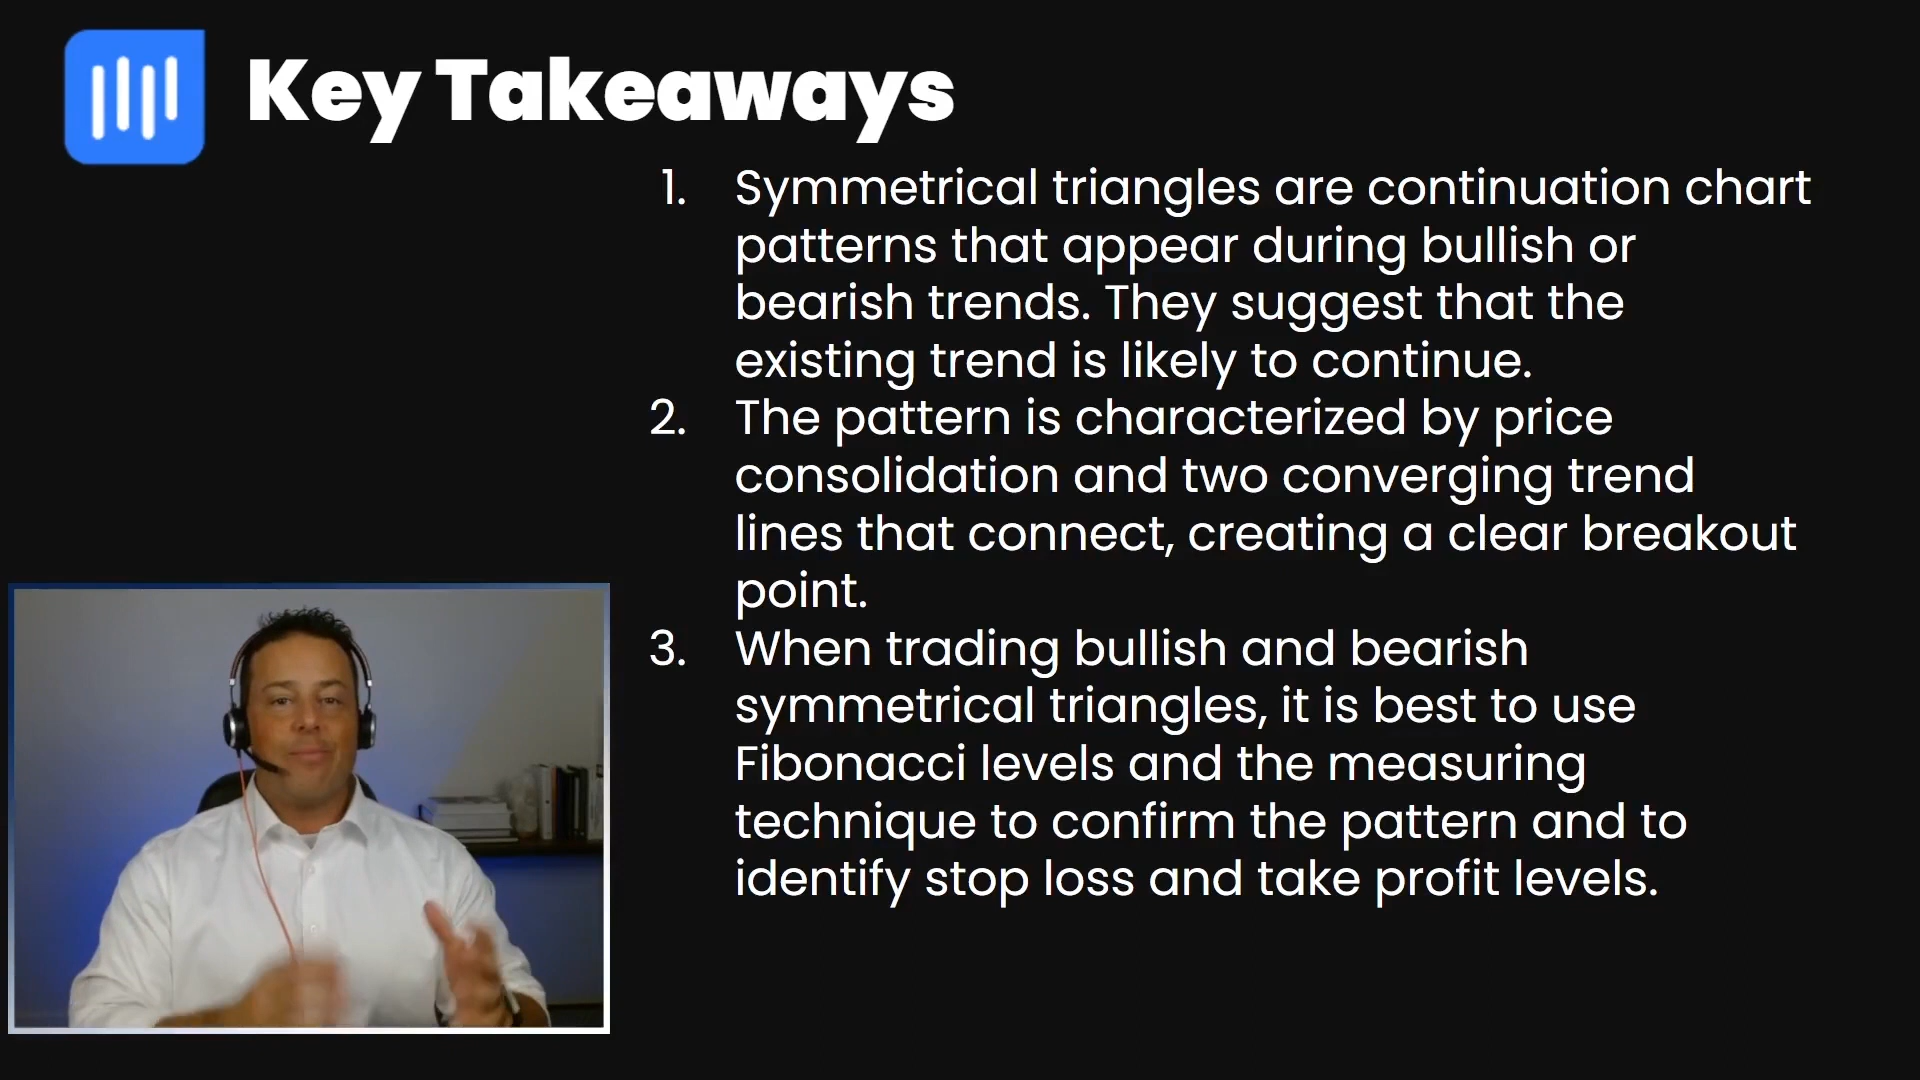 Key Takeaways
1. Symmetrical triangles are continuation chart
patterns that appear during bullish or
bearish trends. They suggest that the
existing trend is likely to continue.
2. The pattern is characterized by price
consolidation and two converging trend
lines that connect, creating a clear breakout
point.
3. When trading bullish and bearish
symmetrical triangles, it is best to use
Fibonacci levels and the measuring
technique to confirm the pattern and to
identify stop loss and take profit levels.